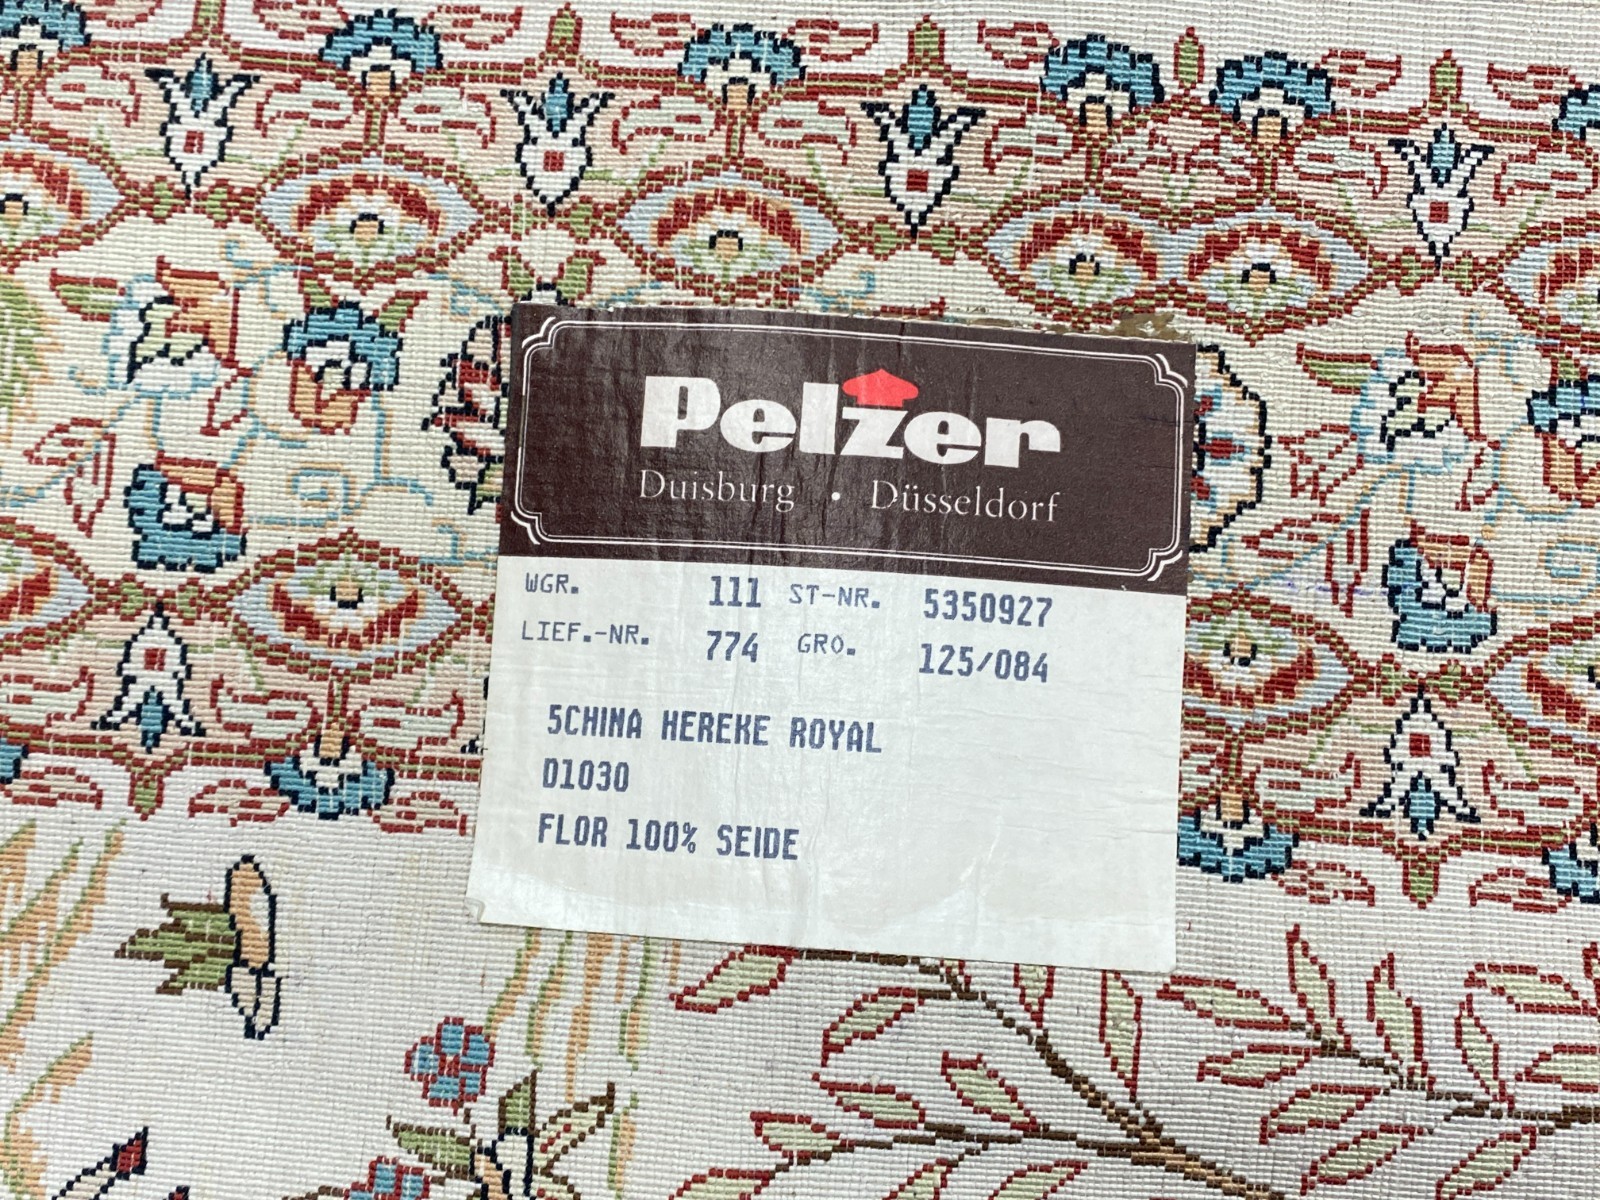 Pelzer
Duisburg • Düsseldorf
WGR. 111 ST-NR. 5350927
LIEF.-NR. 774 GRO. 125/084
5CHINA HEREKE ROYAL
D1030
FLOR 100% SEIDE